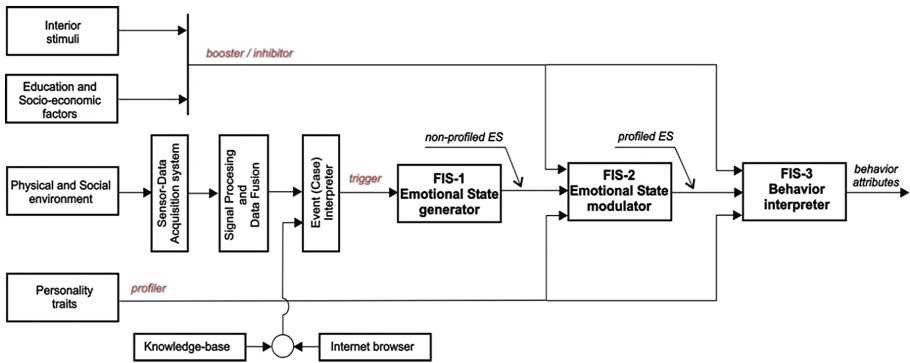 Interior
stimuli
booster / inhibitor
Education and
Socio-economic
factors
Physical and Social
environment
Sensor-Data
Acquisition system
Signal Procesing
and
Data Fusion
Event (Case)
Interpreter
trigger
FIS-1
Emotional State
generator
non-profiled ES
FIS-2
Emotional State
modulator
profiled ES
FIS-3
Behavior
interpreter
behavior
attributes
Personality
traits
profiler
Knowledge-base
Internet browser